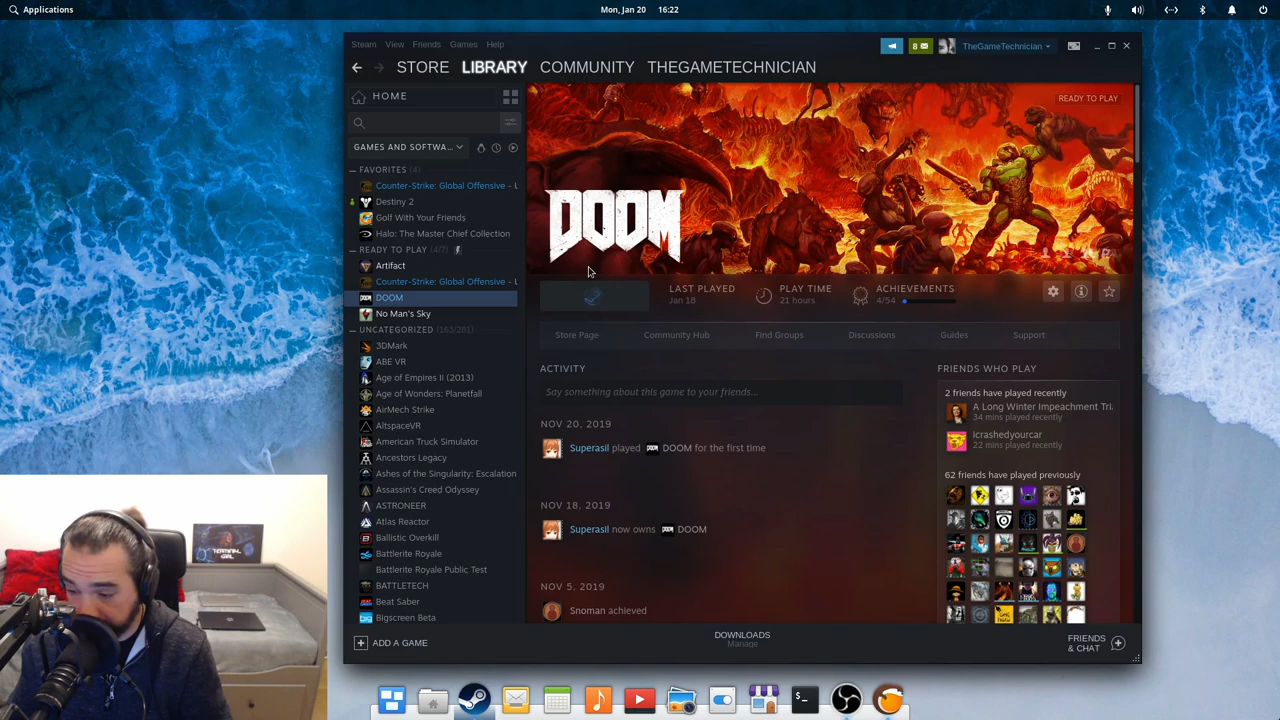 Applications
Mon, Jan 20 16:22
Steam View Friends Games Help
8
TheGameTechnician
STORE LIBRARY COMMUNITY THEGAMETECHNICIAN
HOME
GAMES AND SOFTWA...
FAVORITES (4)
Counter-Strike: Global Offensive -
Destiny 2
Golf With Your Friends
Halo: The Master Chief Collection
READY TO PLAY (4/7)
Artifact
Counter-Strike: Global Offensive -
DOOM
No Man's Sky
UNCATEGORIZED (163/281)
3DMark
ABE VR
Age of Empires II (2013)
Age of Wonders: Planetfall
AirMech Strike
AltspaceVR
American Truck Simulator
Ancestors Legacy
Ashes of the Singularity: Escalation
Assassin's Creed Odyssey
ASTRONEER
Atlas Reactor
Ballistic Overkill
Battlerite Royale
Battlerite Royale Public Test
BATTLETECH
Beat Saber
Bigscreen Beta
ADD A GAME
READY TO PLAY
DOOM
LAST PLAYED
Jan 18
PLAY TIME
21 hours
ACHIEVEMENTS
4/54
Store Page Community Hub Find Groups Discussions Guides Support
ACTIVITY
Say something about this game to your friends...
NOV 20, 2019
Superasil played DOOM for the first time
NOV 18, 2019
Superasil now owns DOOM
NOV 5, 2019
Snoman achieved
FRIENDS WHO PLAY
2 friends have played recently
A Long Winter Impeachment Tri
34 mins played recently
icrashedyourcar
22 mins played recently
62 friends have played previously
DOWNLOADS
Manage
FRIENDS
& CHAT
TERMINAL